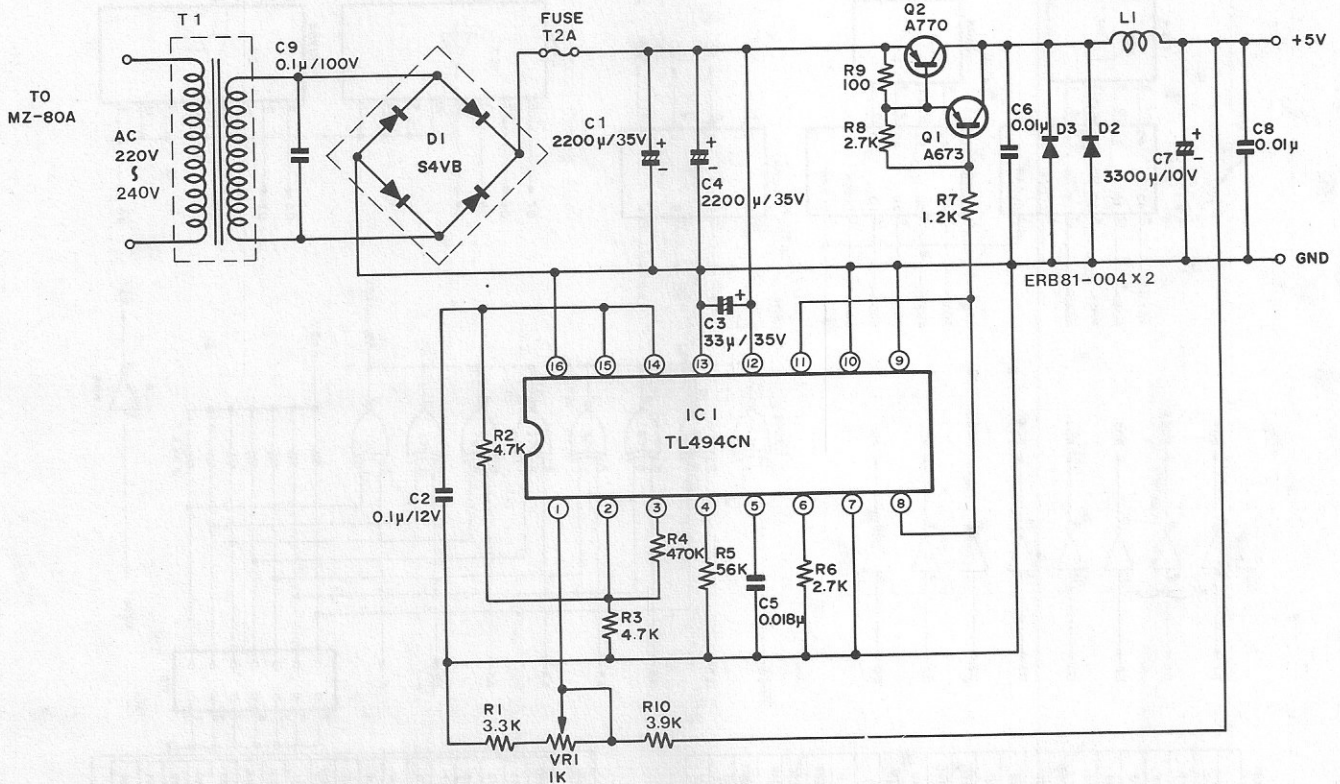 T1
C9
0.1μ/100V
FUSE
T2A
Q2
A770
L1
+5V
TO
MZ-80A
AC
220V
∫
240V
D1
S4VB
C1
2200μ/35V
+
-
+
-
C4
2200μ/35V
R9
100
R8
2.7K
Q1
A673
R7
1.2K
C6
0.01μ
D3
D2
C7
3300μ/10V
+
-
C8
0.01μ
GND
ERB81-004×2
C3
33μ/35V
+
16
15
14
13
12
11
10
9
IC1
TL494CN
R2
4.7K
C2
0.1μ/12V
1
2
3
4
5
6
7
8
R4
470K
R5
56K
C5
0.018μ
R6
2.7K
R3
4.7K
R1
3.3K
VR1
1K
R10
3.9K